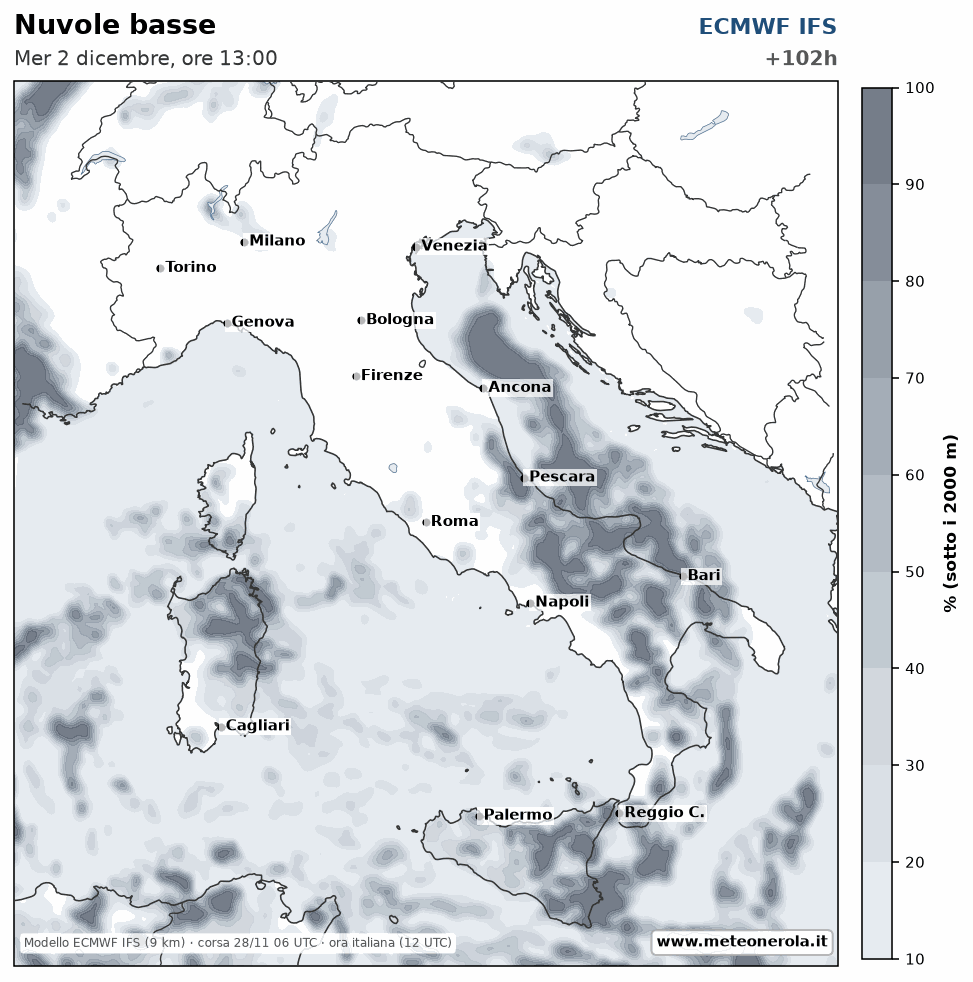 Nuvole basse
ECMWF IFS
Mer 2 dicembre, ore 13:00
+102h
Milano
Venezia
Torino
Genova
Bologna
Firenze
Ancona
Pescara
Roma
Bari
Napoli
Cagliari
Palermo
Reggio C.
Modello ECMWF IFS (9 km) · corsa 28/11 06 UTC · ora italiana (12 UTC)
www.meteonerola.it
100
90
80
70
60
50
40
30
20
10
% (sotto i 2000 m)